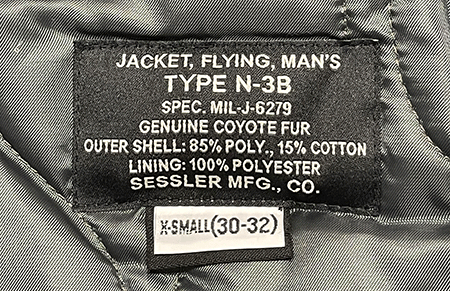 JACKET, FLYING, MAN'S
TYPE N-3B
SPEC. MIL-J-6279
GENUINE COYOTE FUR
OUTER SHELL: 85% POLY., 15% COTTON
LINING: 100% POLYESTER
SESSLER MFG., CO.
X-SMALL (30-32)